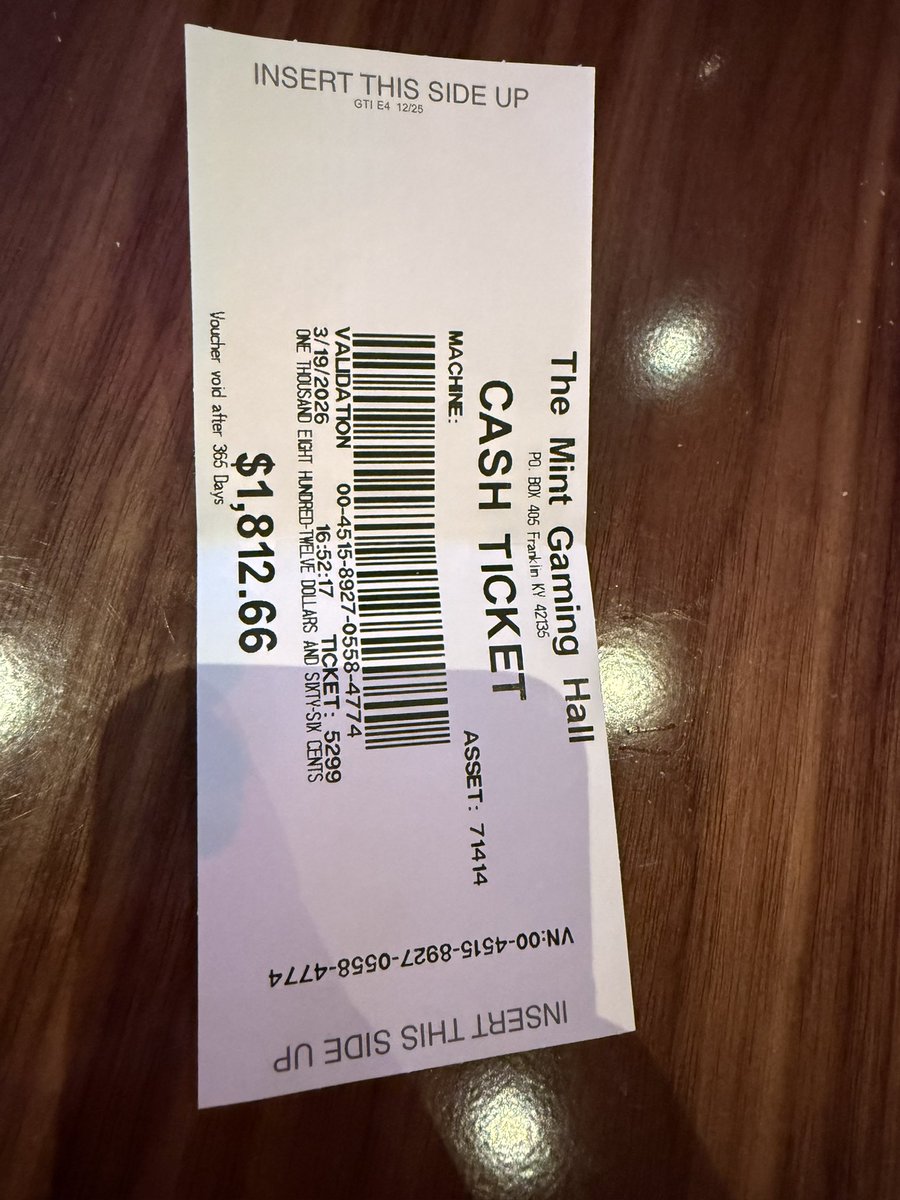 INSERT THIS SIDE UP
GTI E4 12/25
The Mint Gaming Hall
PO. BOX 405 Franklin KY 42135
CASH TICKET
MACHINE: ASSET: 71414
VALIDATION 00-4515-8927-0558-4774
3/19/2026 16:52:17 TICKET: 5299
ONE THOUSAND EIGHT HUNDRED-TWELVE DOLLARS AND SIXTY-SIX CENTS
$1,812.66
Voucher void after 365 Days
VN:00-4515-8927-0558-4774
INSERT THIS SIDE UP